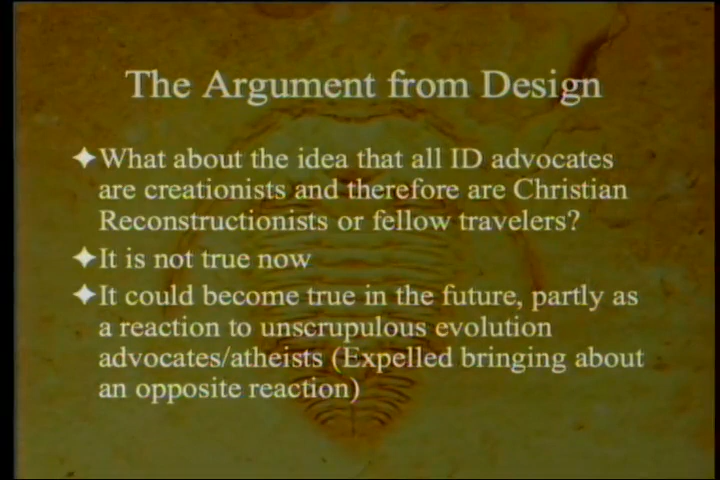 The Argument from Design
✦What about the idea that all ID advocates
are creationists and therefore are Christian
Reconstructionists or fellow travelers?
✦It is not true now
✦It could become true in the future, partly as
a reaction to unscrupulous evolution
advocates/atheists (Expelled bringing about
an opposite reaction)